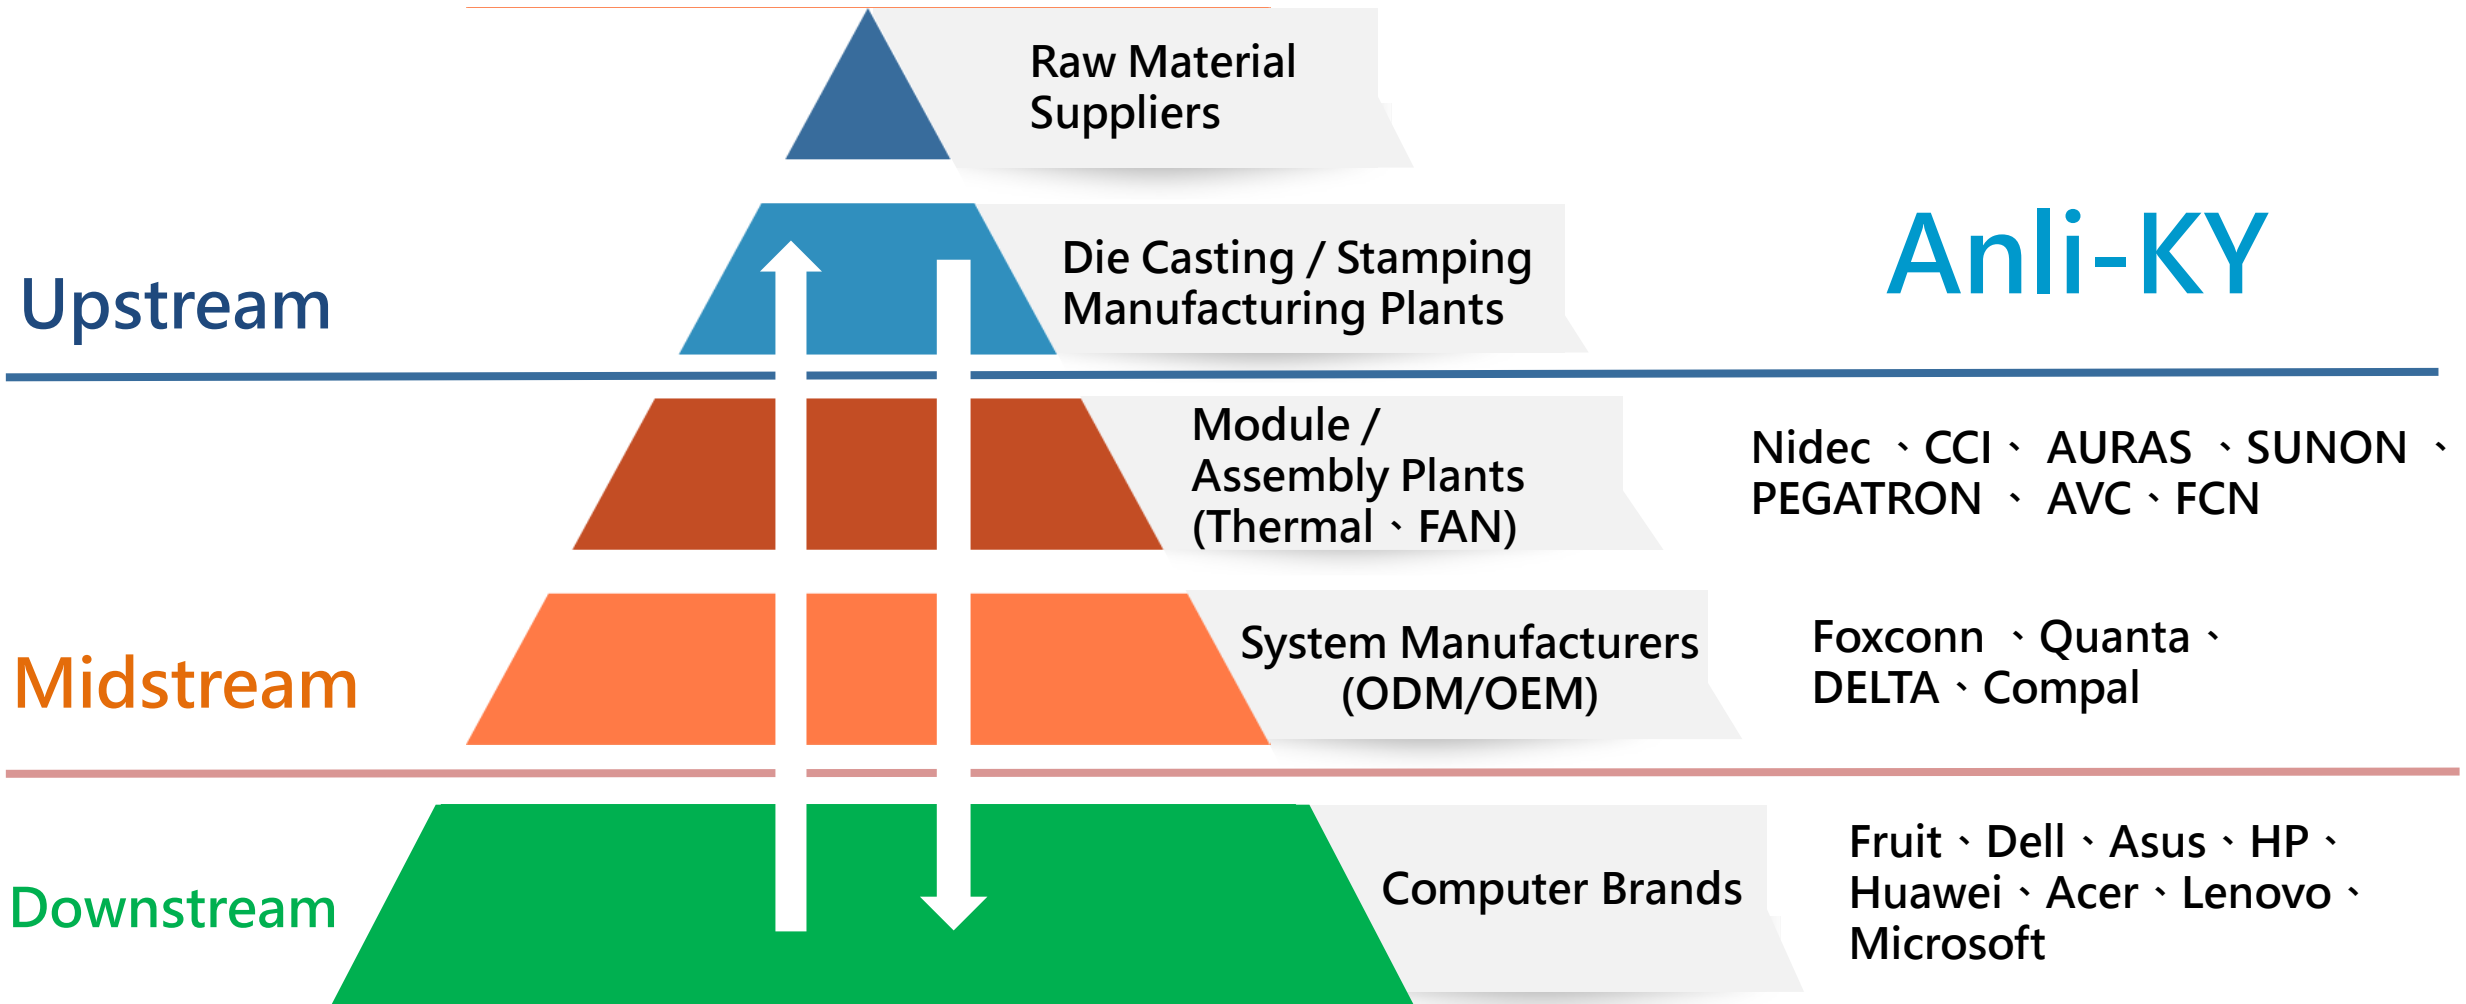 Raw Material
Suppliers
Upstream
Die Casting / Stamping
Manufacturing Plants
Anli-KY
Module /
Assembly Plants
(Thermal、FAN)
Nidec 、CCI、 AURAS 、SUNON 、
PEGATRON 、 AVC、FCN
Midstream
System Manufacturers
(ODM/OEM)
Foxconn 、Quanta、
DELTA、Compal
Downstream
Computer Brands
Fruit、Dell、Asus、HP、
Huawei、Acer、Lenovo、
Microsoft